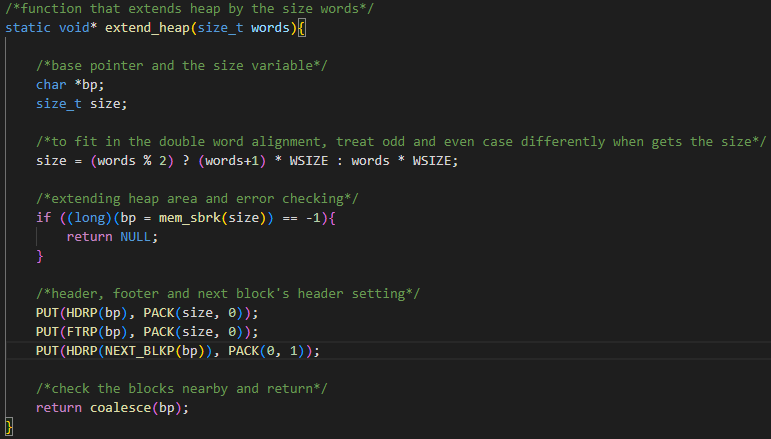 /*function that extends heap by the size words*/
static void* extend_heap(size_t words){
/*base pointer and the size variable*/
char *bp;
size_t size;
/*to fit in the double word alignment, treat odd and even case differently when gets the size*/
size = (words % 2) ? (words+1) * WSIZE : words * WSIZE;
/*extending heap area and error checking*/
if ((long)(bp = mem_sbrk(size)) == -1){
return NULL;
}
/*header, footer and next block's header setting*/
PUT(HDRP(bp), PACK(size, 0));
PUT(FTRP(bp), PACK(size, 0));
PUT(HDRP(NEXT_BLKP(bp)), PACK(0, 1));
/*check the blocks nearby and return*/
return coalesce(bp);
}